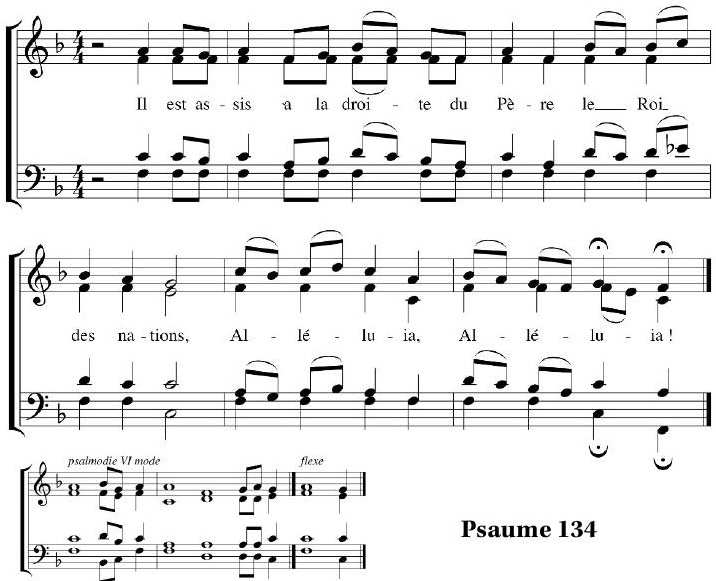 Il est as - sis a la droi - te du Pè - re le Roi
des na - tions, Al - lé - lu - ia, Al - lé - lu - ia !
psalmodie VI mode flexe
Psaume 134